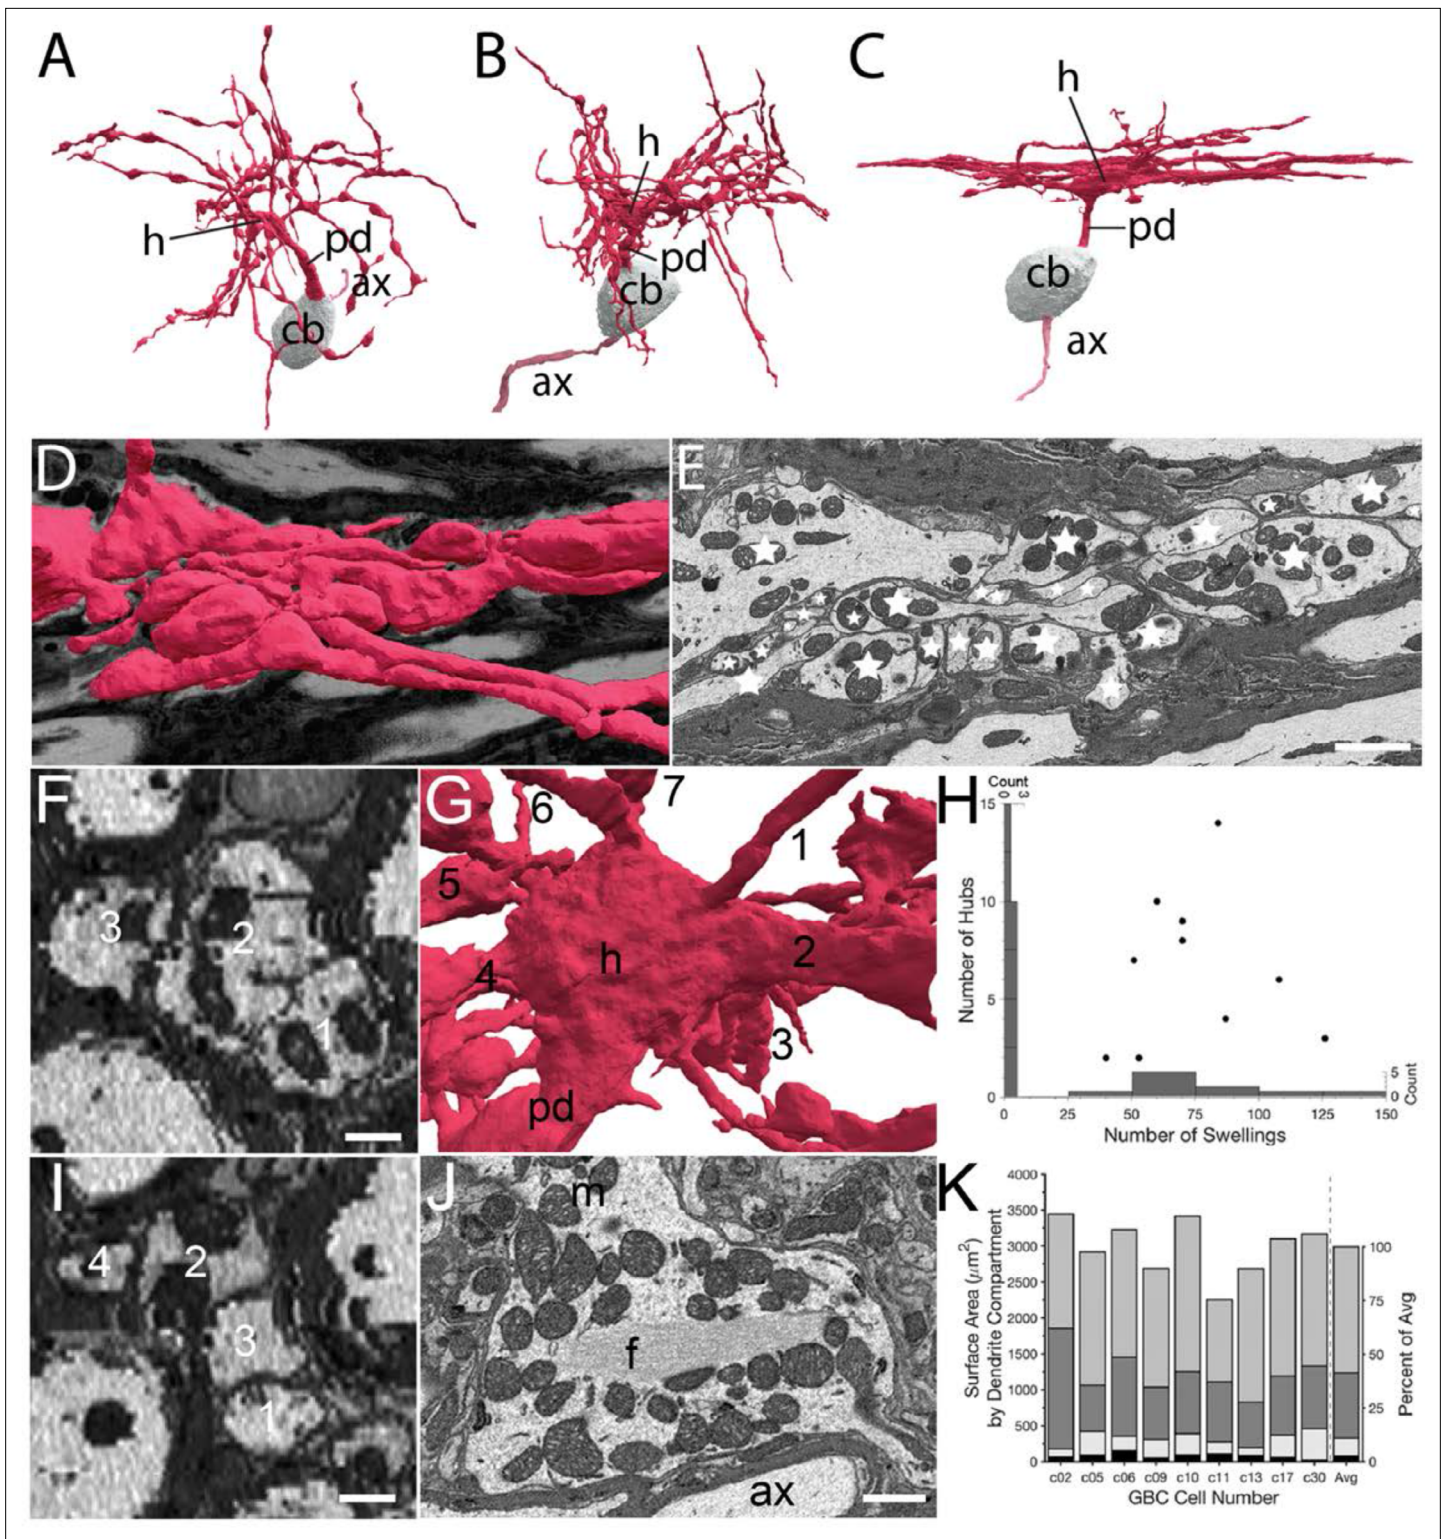 A
B
C
h
h
h
pd
pd
pd
ax
cb
cb
cb
ax
ax
D
E
F
3
2
1
G
6
7
1
5
2
4
h
3
pd
H
Count
0 3
15
10
5
0
Number of Hubs
5
0
Count
0 25 50 75 100 125 150
Number of Swellings
I
4
2
3
1
J
m
f
ax
K
4000
3500
3000
2500
2000
1500
1000
500
0
Surface Area (μm²)
by Dendrite Compartment
100
75
50
25
0
Percent of Avg
c02 c05 c06 c09 c10 c11 c13 c17 c30 Avg
GBC Cell Number